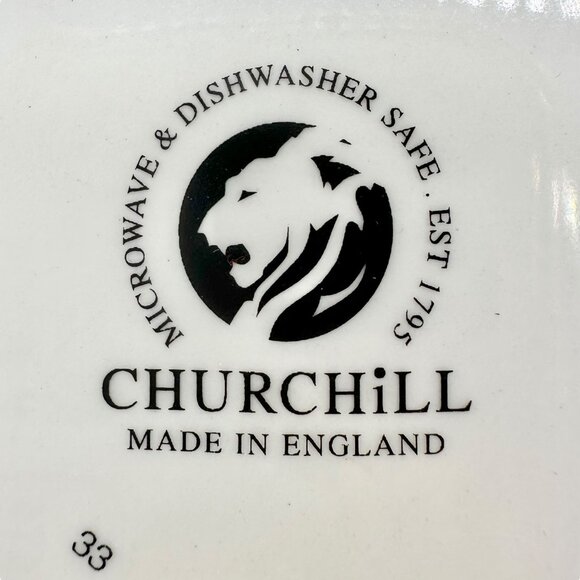 MICROWAVE & DISHWASHER SAFE . EST 1795
CHURCHiLL
MADE IN ENGLAND
33